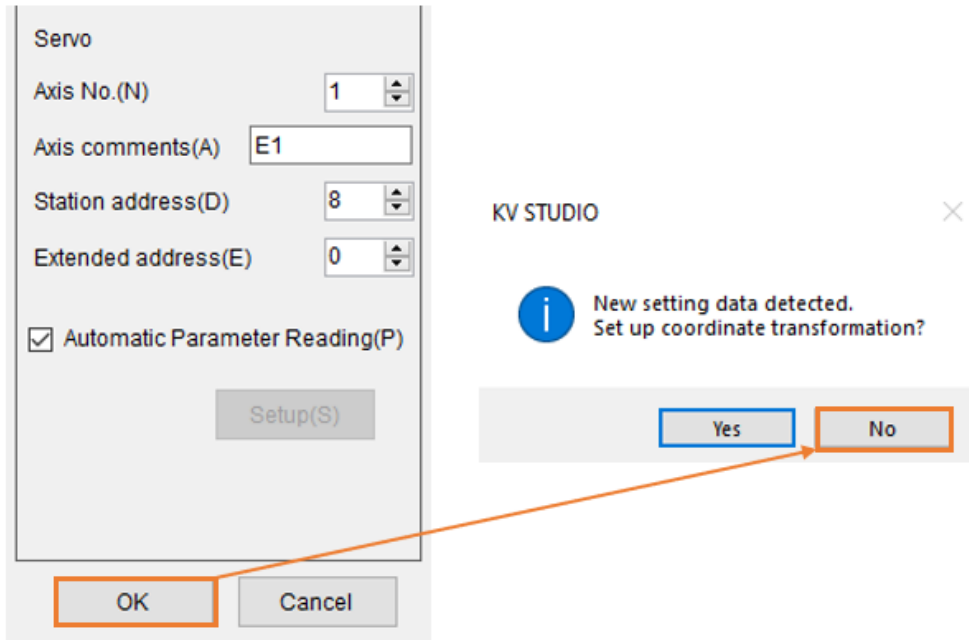 Servo
Axis No.(N)
1
Axis comments(A)
E1
Station address(D)
8
Extended address(E)
0
Automatic Parameter Reading(P)
Setup(S)
OK
Cancel
KV STUDIO
New setting data detected.
Set up coordinate transformation?
Yes
No